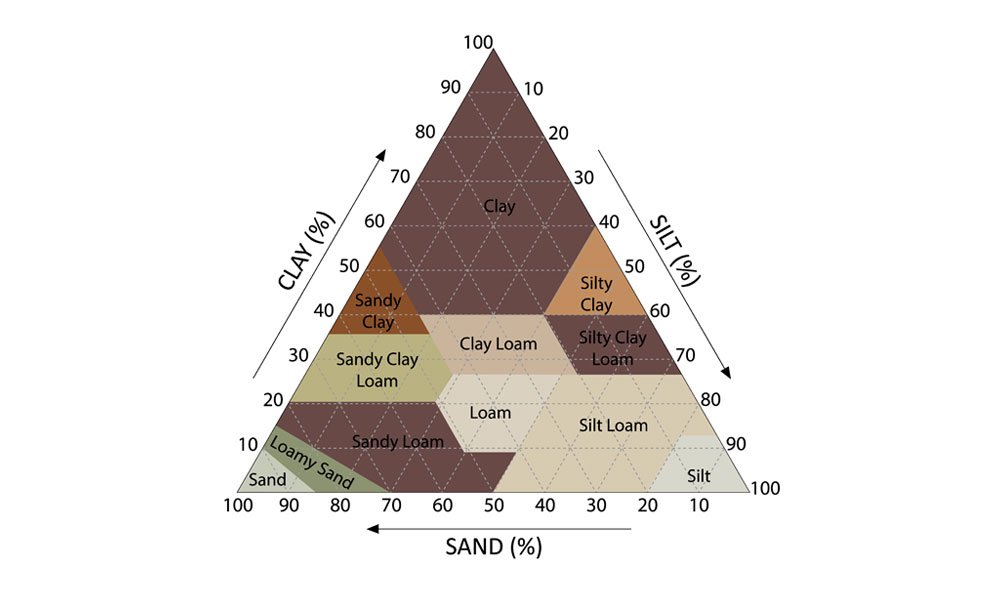 100
90 10
80 20
70 30
Clay
60 40
CLAY (%)
SILT (%)
50 50
Silty
Clay
Sandy
Clay
40 60
Clay Loam
Silty Clay
Loam
30 70
Sandy Clay
Loam
20 80
Loam
Silt Loam
Sandy Loam
10 90
Loamy Sand
Sand
Silt
100
100 90 80 70 60 50 40 30 20 10
SAND (%)